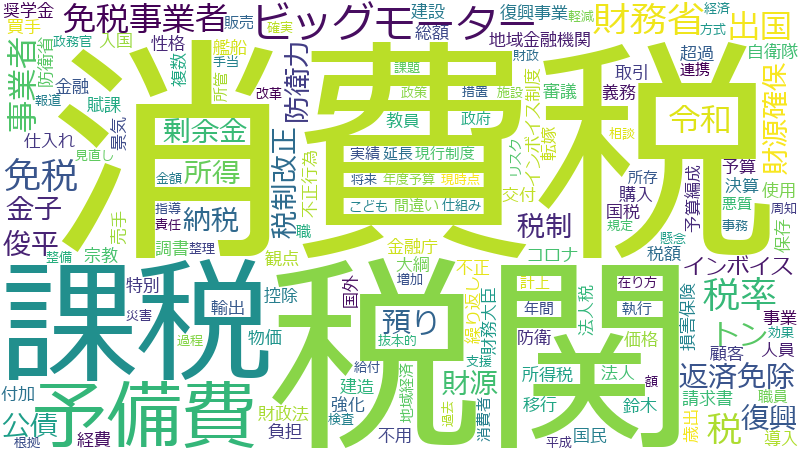 消費税
税関
課税
予備費
ビッグモーター
財務省
免税事業者
出国
令和
財源確保
事業者
免税
金子
俊平
剰余金
所得
納税
税制改正
防衛力
税制
インボイス
税率
トン
返済免除
税
復興
公債
財源
預り
インボイス制度
奨学金
買手
政務官
防衛省
金融
報道
賦課
入国
性格
複数
艦船
手当
所管
改革
販売
確実
建設
総額
復興事業
軽減
地域金融機関
経済
方式
財政
超過
連携
自衛隊
取引
義務
審議
課題
政策
措置
施設
教員
政府
転嫁
リスク
相談
不正行為
実績
延長
現行制度
将来
年度予算
現時点
こども
間違い
仕組み
交付
所存
予算
決算
使用
購入
国税
悪質
周知
予算編成
規定
事務
保存
仕入れ
見直し
景気
金額
指導
責任
売手
職
宗教
調書
整理
整備
観点
金融庁
大綱
増加
不正
繰り返し
財務大臣
計上
コロナ
懸念
税額
在り方
年間
執行
法人税
損害保険
特別
控除
国外
輸出
災害
物価
過程
抜本的
給付
支援
地域経済
防衛
価格
所得税
法人
額
移行
鈴木
顧客
事業
効果
人員
職員
請求書
歳出
導入
付加
根拠
経費
財政法
負担
強化
検査
建造
不用
過去
消費者
平成
国民